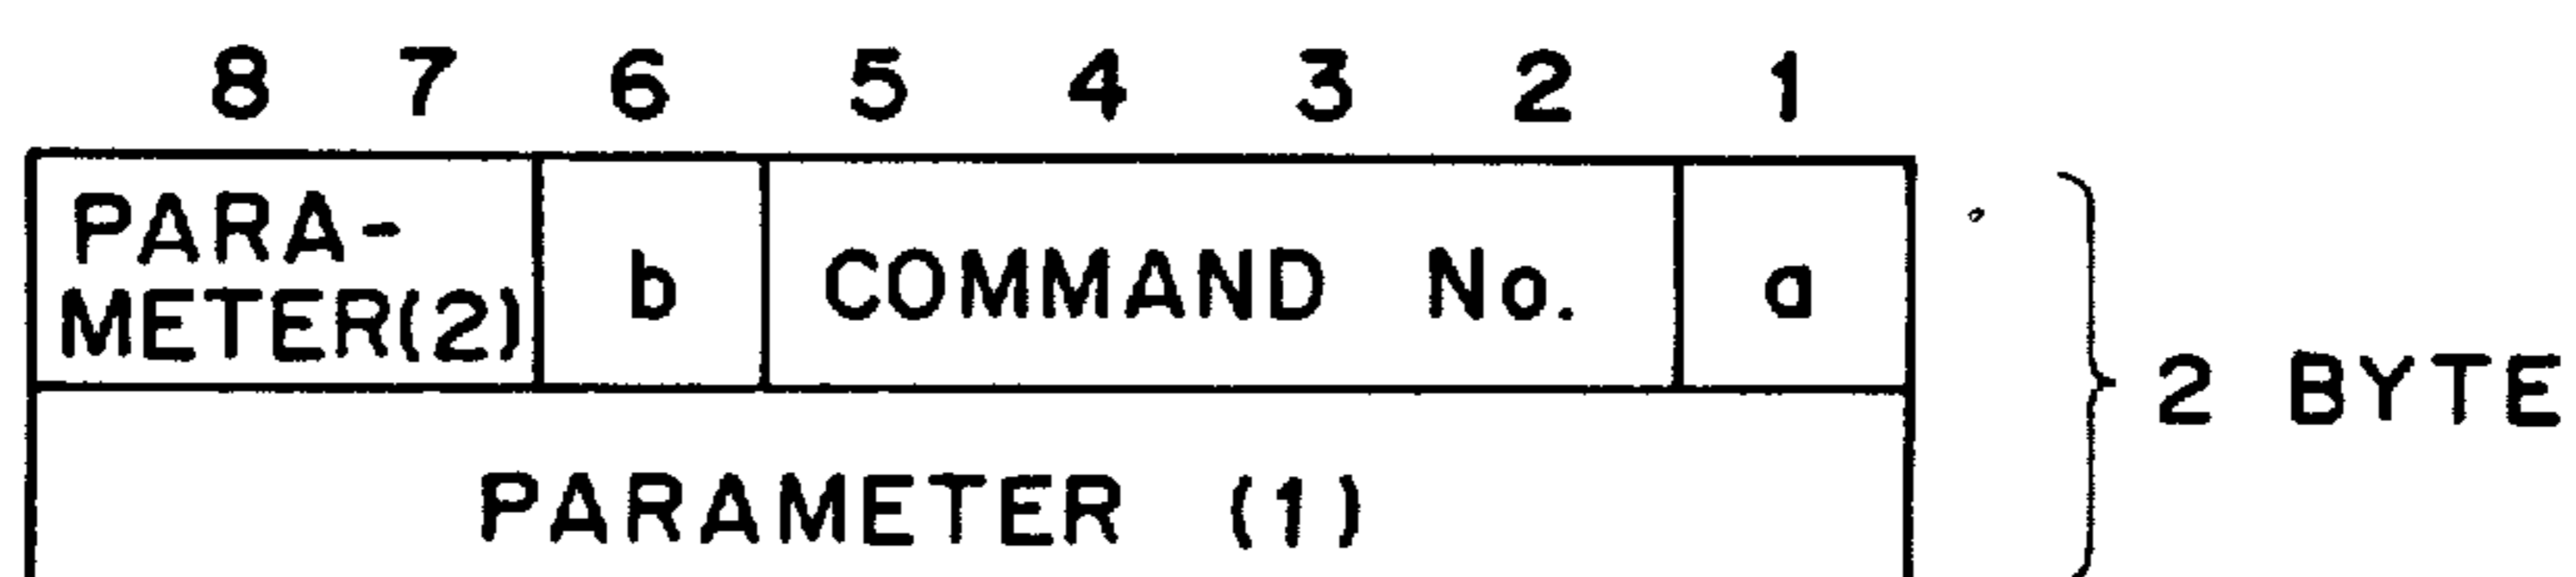 8 7 6 5 4 3 2 1
PARA-
METER(2) b COMMAND No. a
2 BYTE
PARAMETER (1)